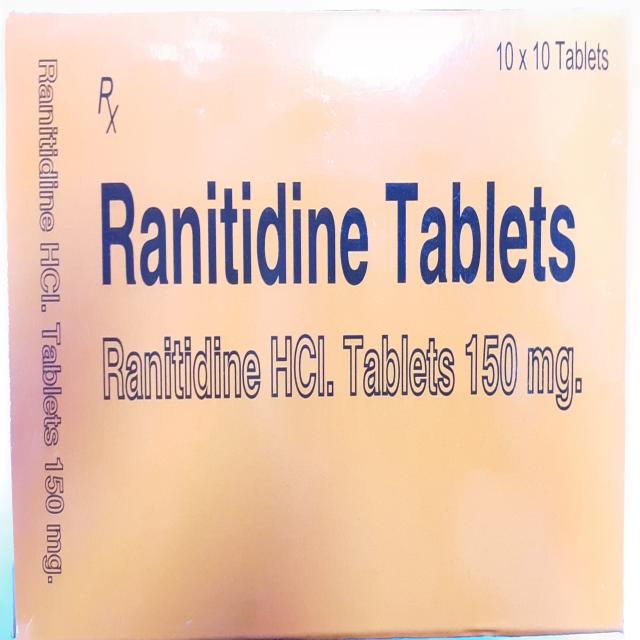 10 x 10 Tablets
Rx
Ranitidine Tablets
Ranitidine HCl. Tablets 150 mg.
Ranitidine HCl. Tablets 150 mg.